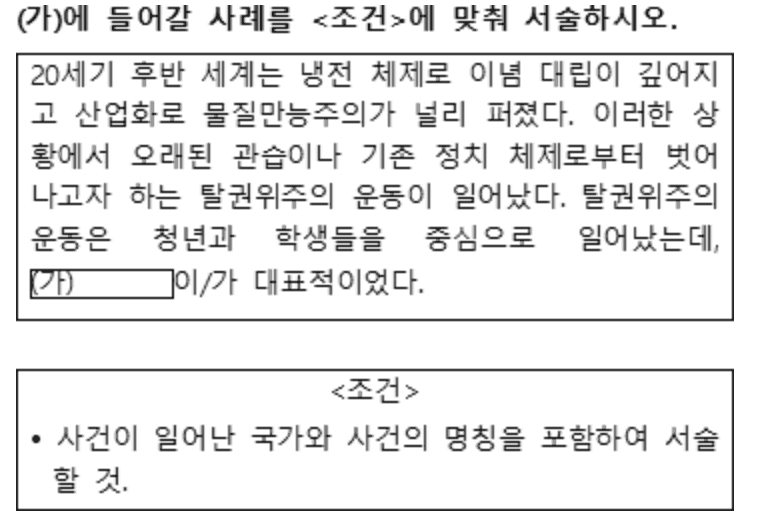 (가)에 들어갈 사례를 <조건>에 맞춰 서술하시오.
20세기 후반 세계는 냉전 체제로 이념 대립이 깊어지
고 산업화로 물질만능주의가 널리 퍼졌다. 이러한 상
황에서 오래된 관습이나 기존 정치 체제로부터 벗어
나고자 하는 탈권위주의 운동이 일어났다. 탈권위주의
운동은 청년과 학생들을 중심으로 일어났는데,
(가) 이/가 대표적이었다.
<조건>
• 사건이 일어난 국가와 사건의 명칭을 포함하여 서술
할 것.